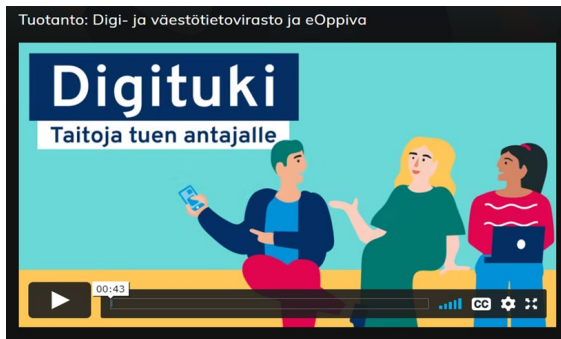 Tuotanto: Digi- ja väestötietovirasto ja eOppiva
Digituki
Taitoja tuen antajalle
00:43
CC